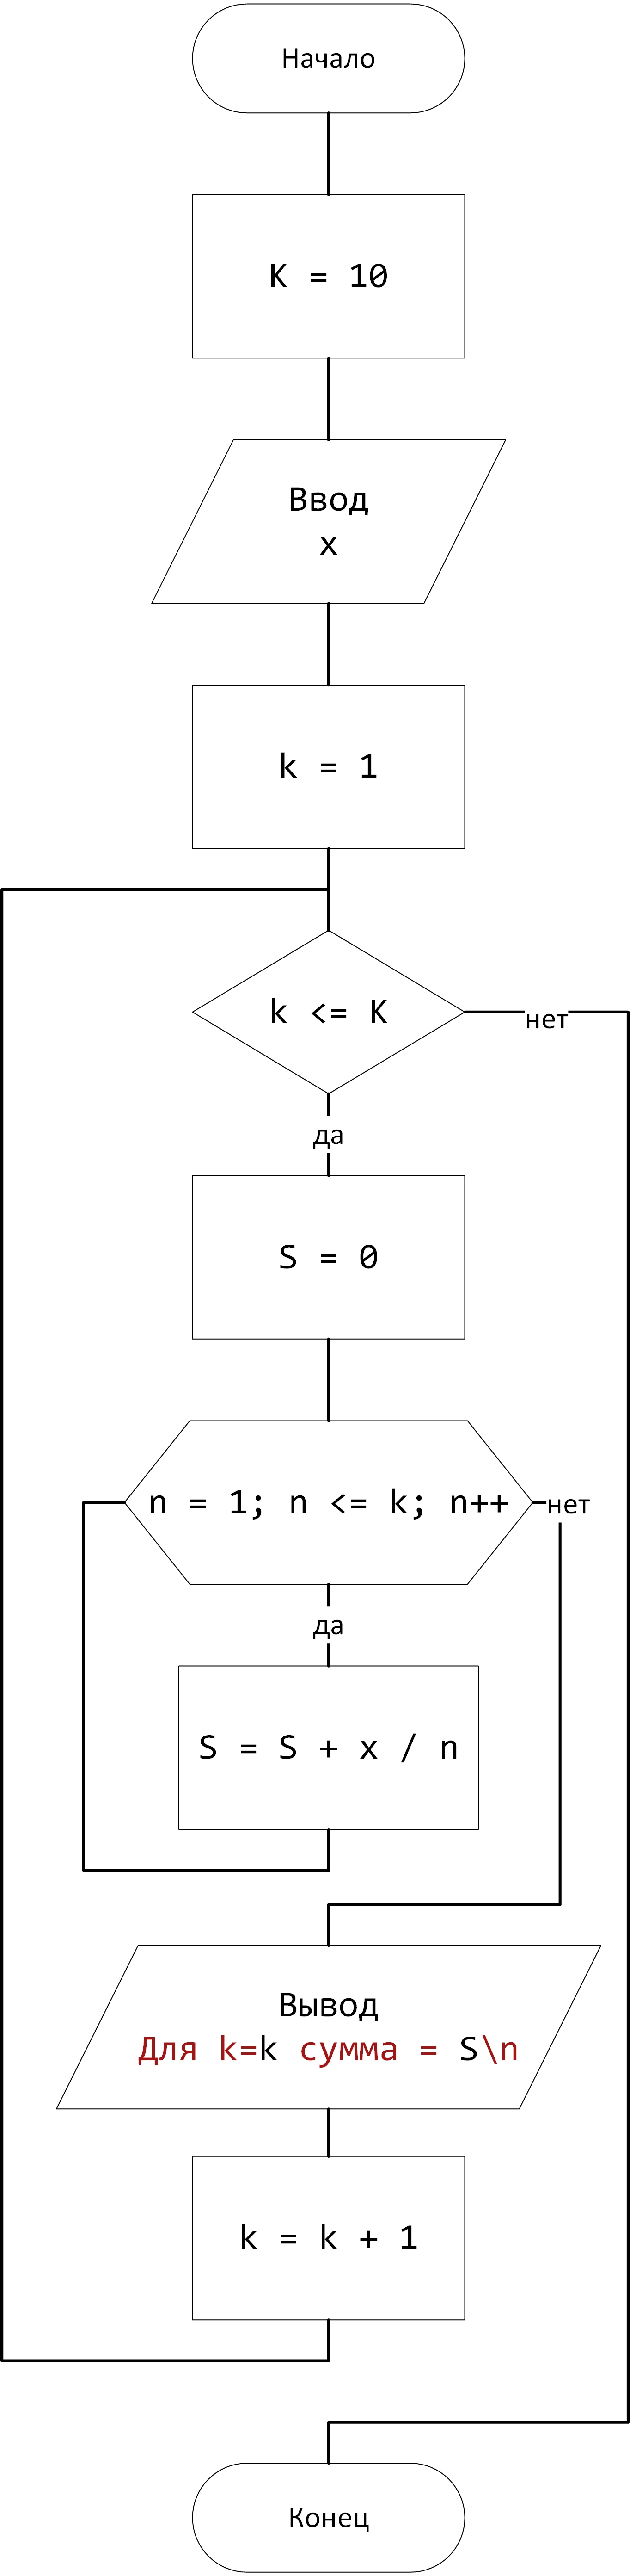 Начало
K = 10
Ввод
x
k = 1
k <= K
нет
да
S = 0
n = 1; n <= k; n++
нет
да
S = S + x / n
Вывод
Для k=k сумма = S\n
k = k + 1
Конец